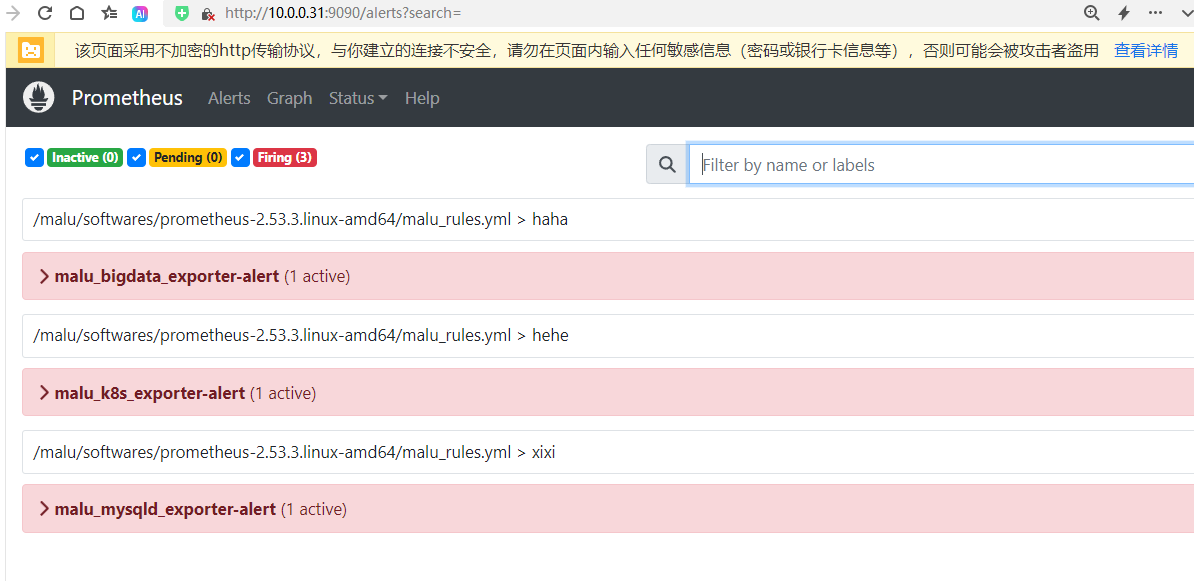 AI http://10.0.0.31:9090/alerts?search=
该页面采用不加密的http传输协议，与你建立的连接不安全，请勿在页面内输入任何敏感信息（密码或银行卡信息等），否则可能会被攻击者盗用 查看详情
Prometheus Alerts Graph Status Help
Inactive (0) Pending (0) Firing (3) Filter by name or labels
/malu/softwares/prometheus-2.53.3.linux-amd64/malu_rules.yml > haha
malu_bigdata_exporter-alert (1 active)
/malu/softwares/prometheus-2.53.3.linux-amd64/malu_rules.yml > hehe
malu_k8s_exporter-alert (1 active)
/malu/softwares/prometheus-2.53.3.linux-amd64/malu_rules.yml > xixi
malu_mysqld_exporter-alert (1 active)